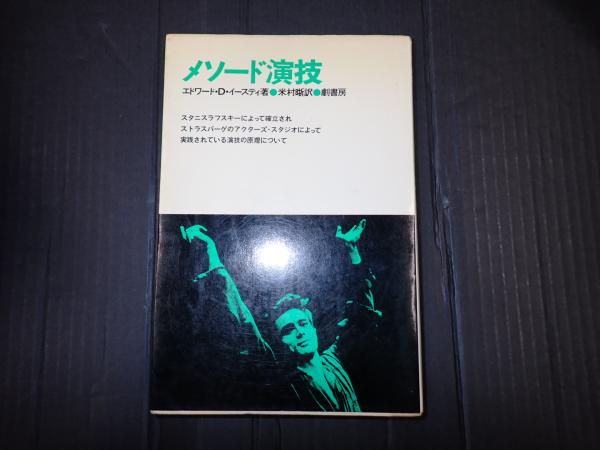 メソード演技
エドワード・D・イースティ著●米村晰訳●劇書房
スタニスラフスキーによって確立され
ストラスバーグのアクターズ・スタジオによって
実践されている演技の原理について